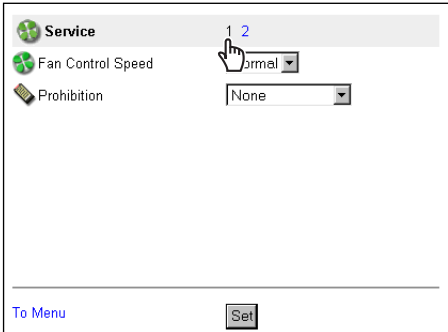 Service 1 2
Fan Control Speed
Prohibition None
To Menu Set